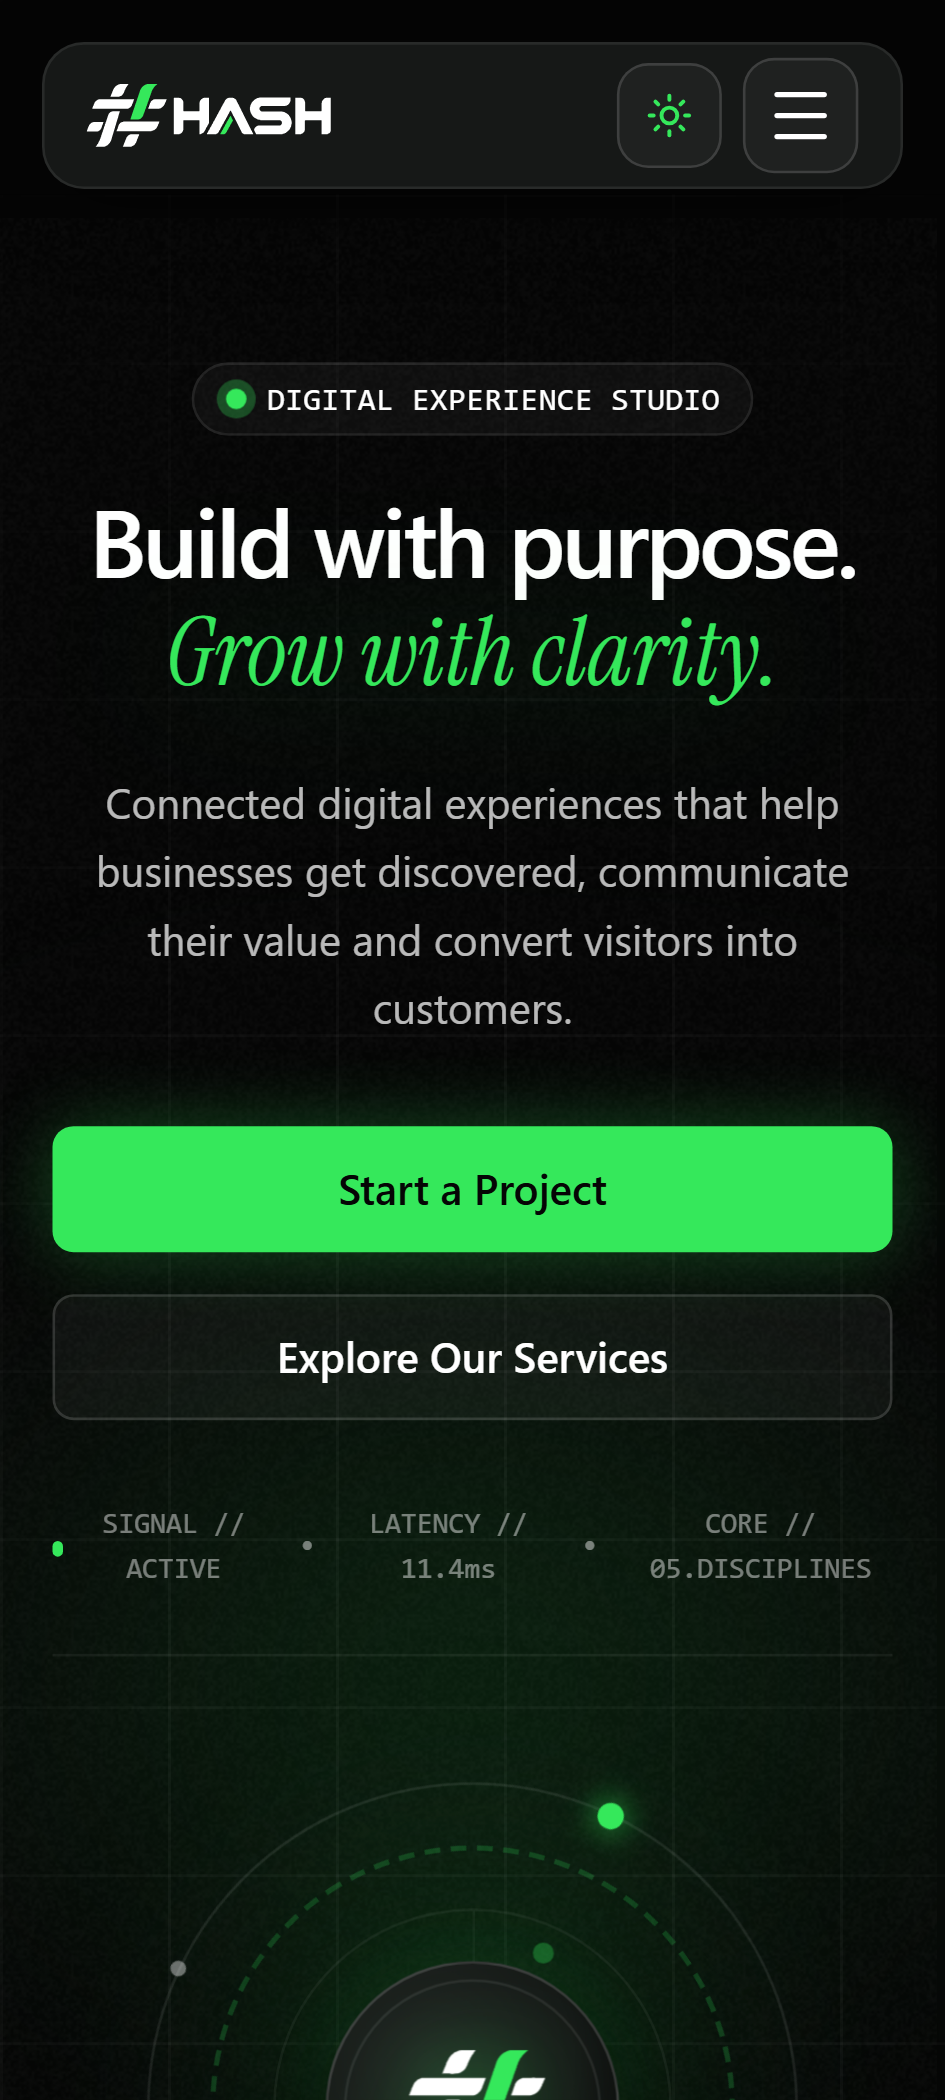 HASH
DIGITAL EXPERIENCE STUDIO
Build with purpose.
Grow with clarity.
Connected digital experiences that help
businesses get discovered, communicate
their value and convert visitors into
customers.
Start a Project
Explore Our Services
SIGNAL //
ACTIVE
LATENCY //
11.4ms
CORE //
05.DISCIPLINES